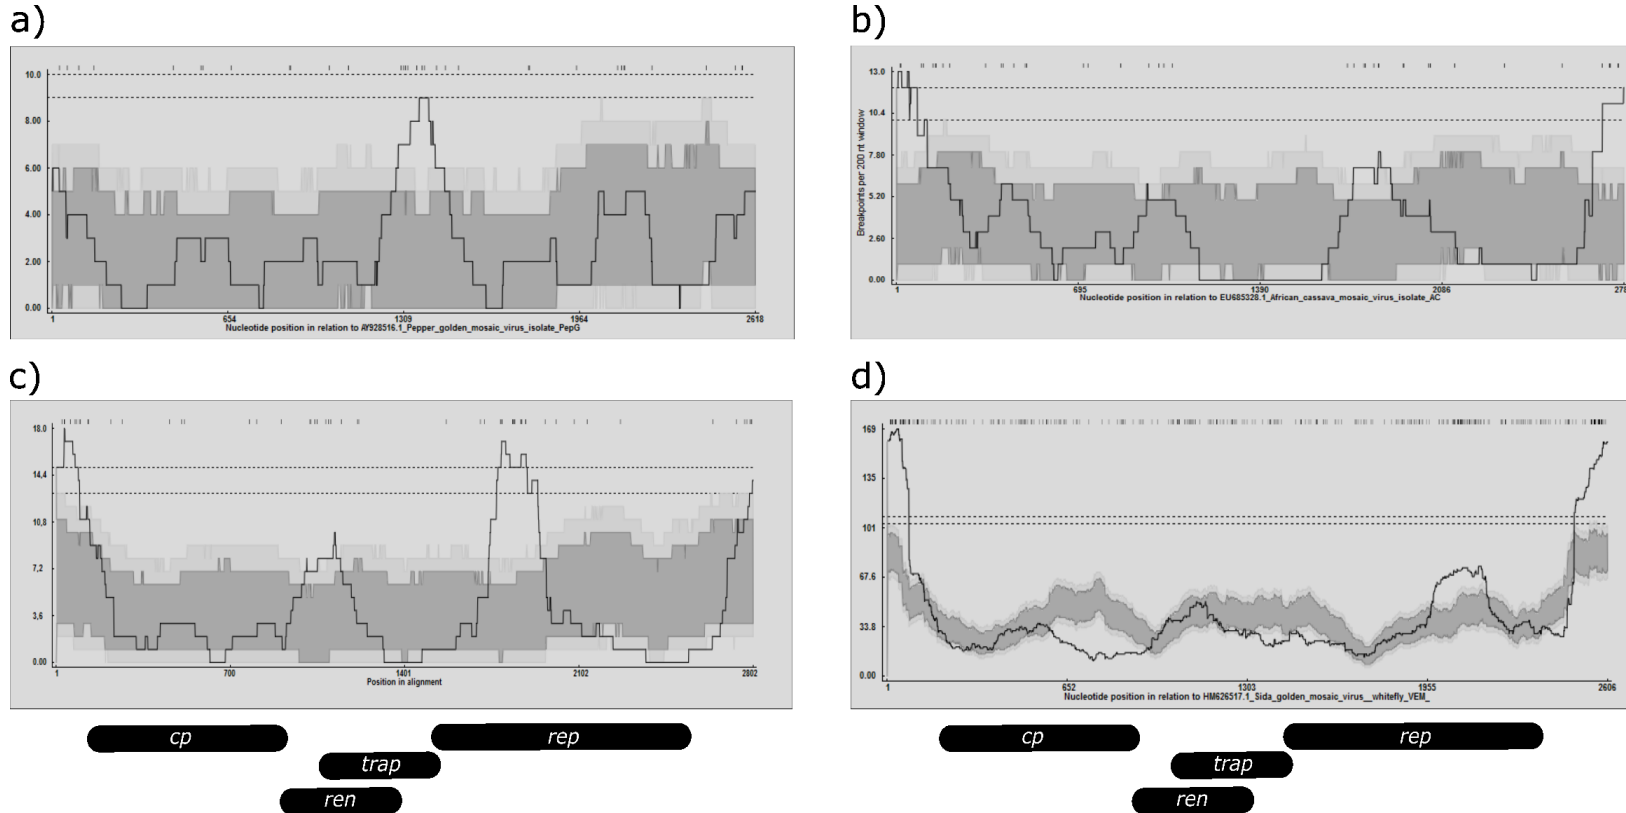 a)
10.0
8.00
6.00
4.00
2.00
0.00
1 654 1309 1964 2618
Nucleotide position in relation to AY928516.1_Pepper_golden_mosaic_virus_isolate_PepG
b)
Breakpoints per 200 nt window
13.0
10.4
7.80
5.20
2.60
0.00
1 695 1390 2086 278
Nucleotide position in relation to EU685328.1_African_cassava_mosaic_virus_isolate_AC
c)
18.0
14,4
10,8
7,2
3,6
0.00
1 700 1401 2102 2802
Position in alignment
d)
169
135
101
67.6
33.8
0.00
1 652 1303 1955 2606
Nucleotide position in relation to HM626517.1_Sida_golden_mosaic_virus__whitefly_VEM_
cp
rep
trap
ren
cp
rep
trap
ren